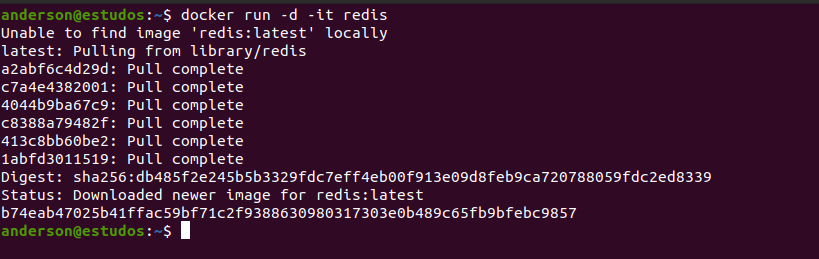 anderson@estudos:~$ docker run -d -it redis
Unable to find image 'redis:latest' locally
latest: Pulling from library/redis
a2abf6c4d29d: Pull complete
c7a4e4382001: Pull complete
4044b9ba67c9: Pull complete
c8388a79482f: Pull complete
413c8bb60be2: Pull complete
1abfd3011519: Pull complete
Digest: sha256:db485f2e245b5b3329fdc7eff4eb00f913e09d8feb9ca720788059fdc2ed8339
Status: Downloaded newer image for redis:latest
b74eab47025b41ffac59bf71c2f9388630980317303e0b489c65fb9bfebc9857
anderson@estudos:~$